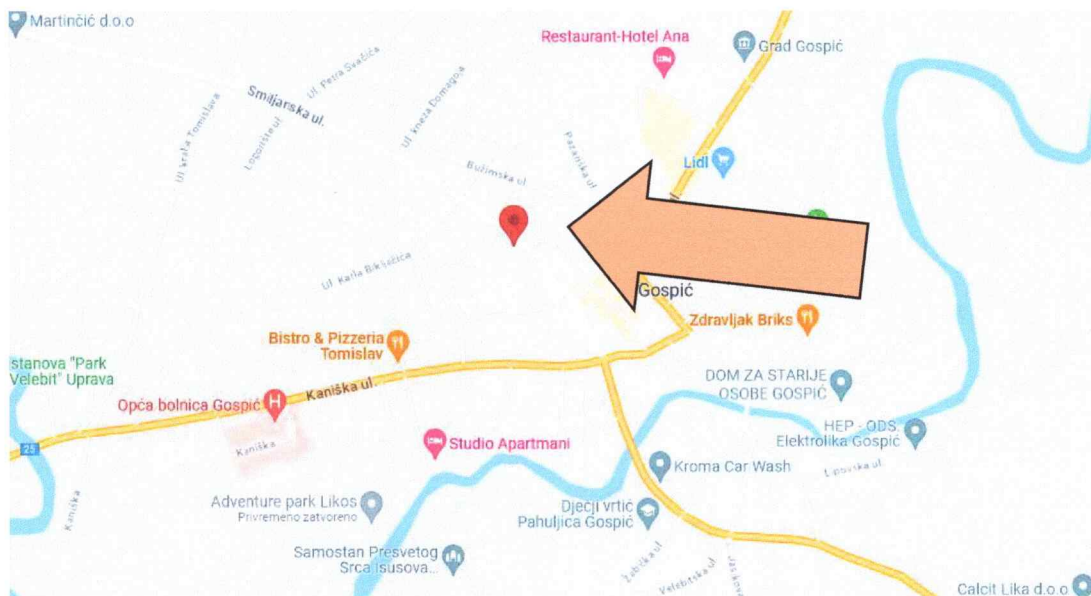 Martinčić d.o.o
Restaurant-Hotel Ana
Grad Gospić
Ul. Petra Svačića
Smiljanska ul.
Ul. kneza Domagoja
Ul kralja Tomislava
Bužimska ul
Pazariška ul
Lidl
Gospić
Zdravljak Briks
Bistro & Pizzeria
Tomislav
stanova "Park
Velebit" Uprava
Opća bolnica Gospić
Kaniška ul.
DOM ZA STARIJE
OSOBE GOSPIĆ
HEP - ODS.
Elektrolika Gospić
25
Kaniška
Studio Apartmani
Kroma Car Wash
Lipovska ul.
Kaniška
Adventure park Likos
Privremeno zatvoreno
Dječji vrtić
Pahuljica Gospić
Samostan Presvetog
Srca Isusova...
Žabička ul
Velebitska ul
Calcit Lika d.o.o